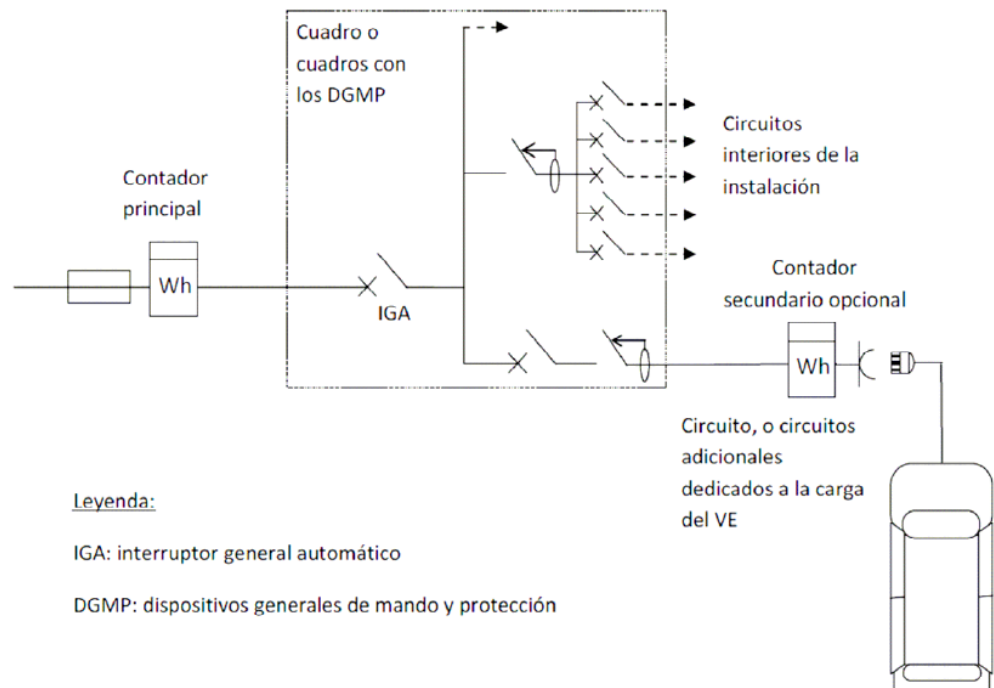 Cuadro o
cuadros con
los DGMP
Contador
principal
Wh
IGA
Circuitos
interiores de la
instalación
Contador
secundario opcional
Wh
Circuito, o circuitos
adicionales
dedicados a la carga
del VE
Leyenda:
IGA: interruptor general automático
DGMP: dispositivos generales de mando y protección